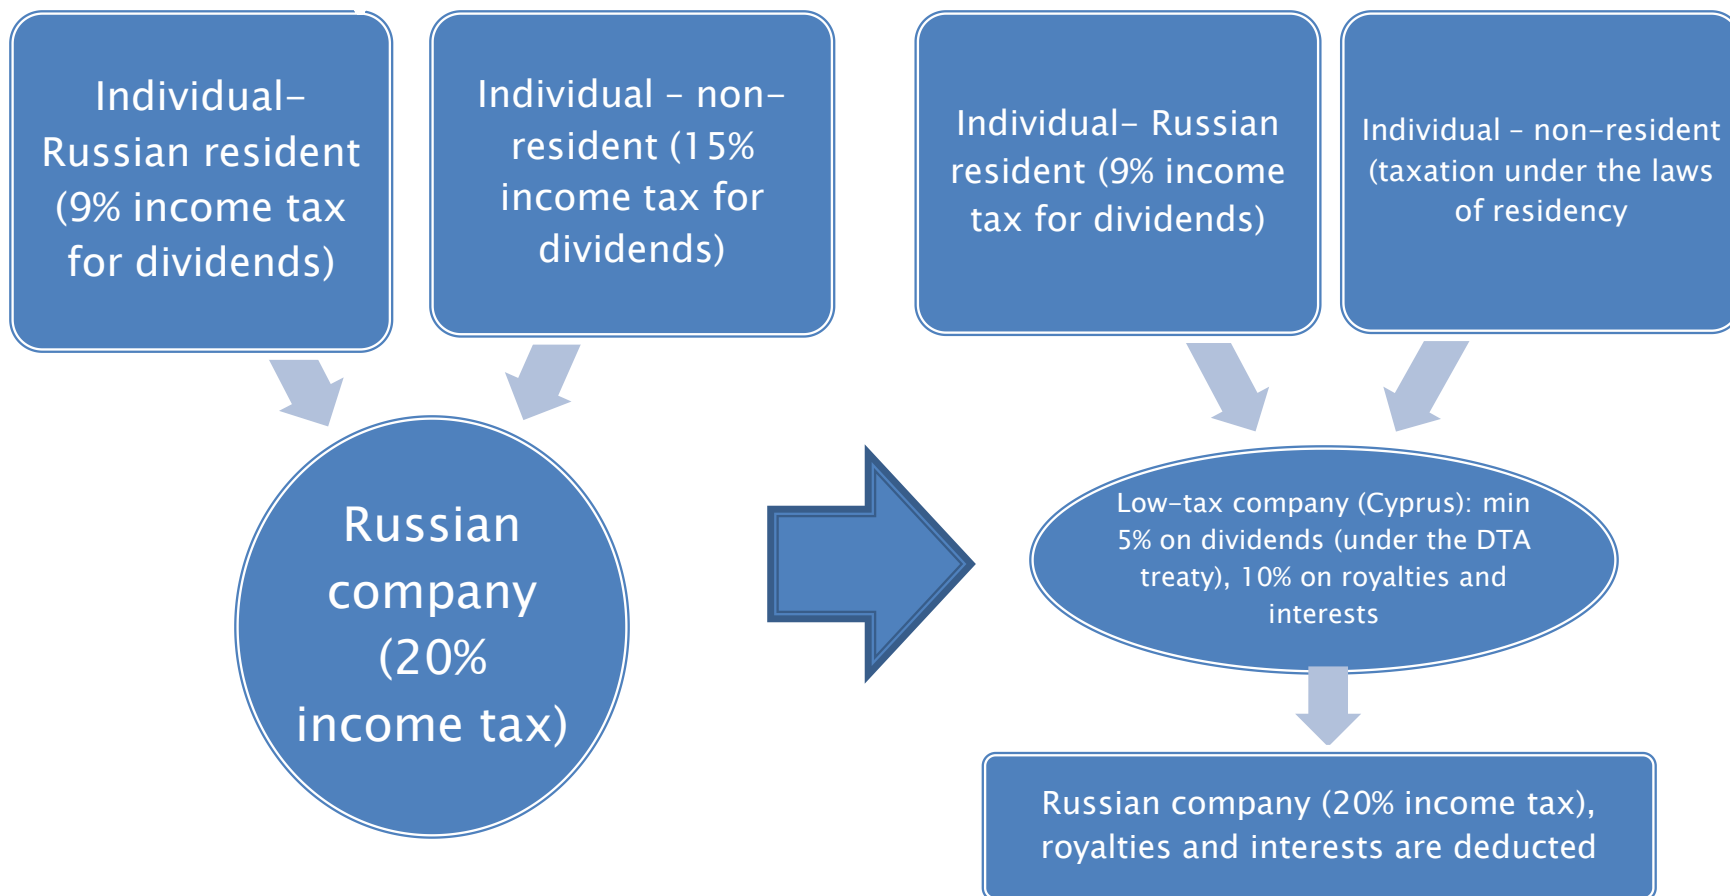 Individual–
Russian resident
(9% income tax
for dividends)
Individual – non–
resident (15%
income tax for
dividends)
Individual– Russian
resident (9% income
tax for dividends)
Individual – non–resident
(taxation under the laws
of residency
Russian
company
(20%
income tax)
Low–tax company (Cyprus): min
5% on dividends (under the DTA
treaty), 10% on royalties and
interests
Russian company (20% income tax),
royalties and interests are deducted